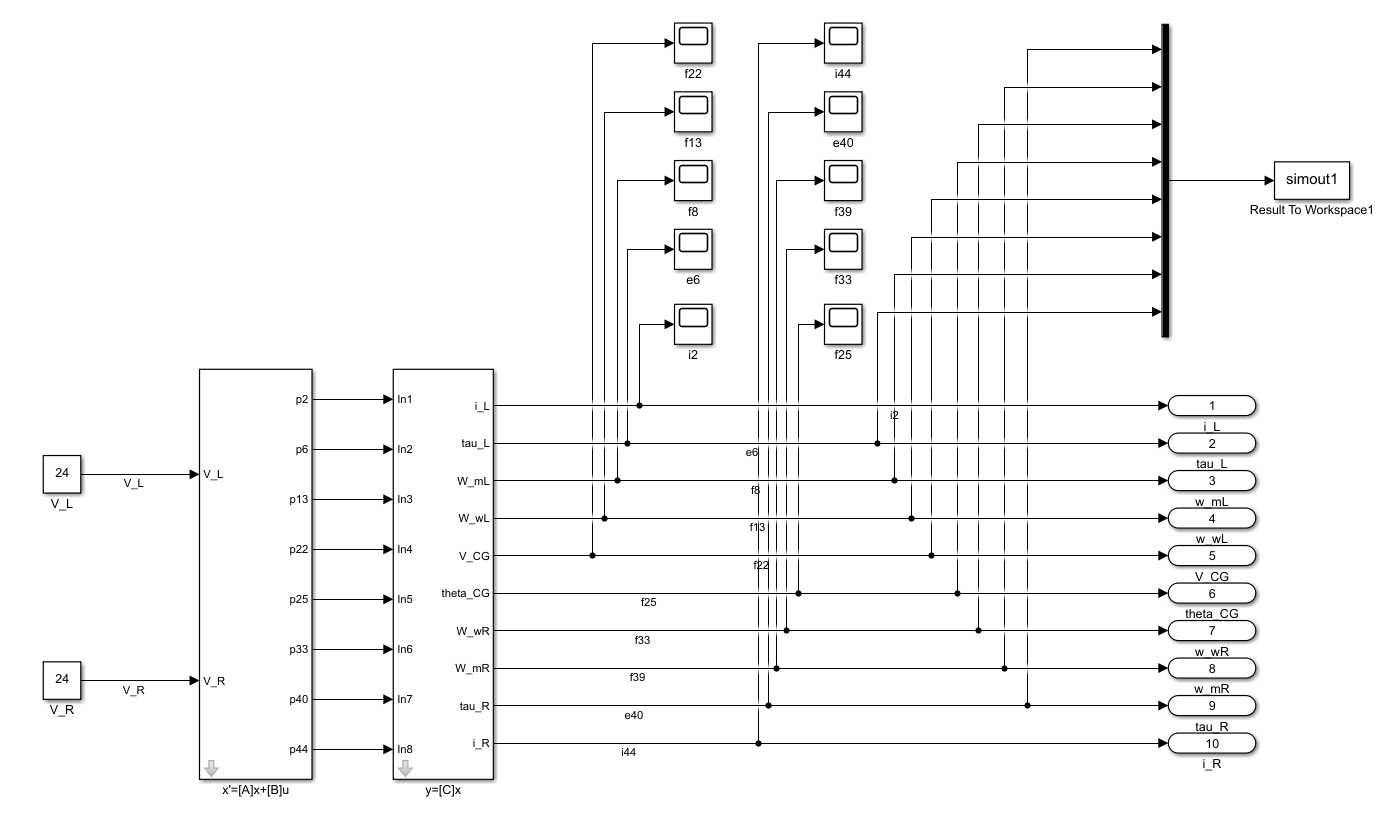 f22
i44
f13
e40
f8
f39
e6
f33
i2
f25
simout1
Result To Workspace1
24
V_L
V_L
24
V_R
V_R
V_L
V_R
p2
p6
p13
p22
p25
p33
p40
p44
x'=[A]x+[B]u
In1
In2
In3
In4
In5
In6
In7
In8
i_L
tau_L
W_mL
W_wL
V_CG
theta_CG
W_wR
W_mR
tau_R
i_R
y=[C]x
i2
e6
f8
f13
f22
f25
f33
f39
e40
i44
1
i_L
2
tau_L
3
w_mL
4
w_wL
5
V_CG
6
theta_CG
7
w_wR
8
w_mR
9
tau_R
10
i_R